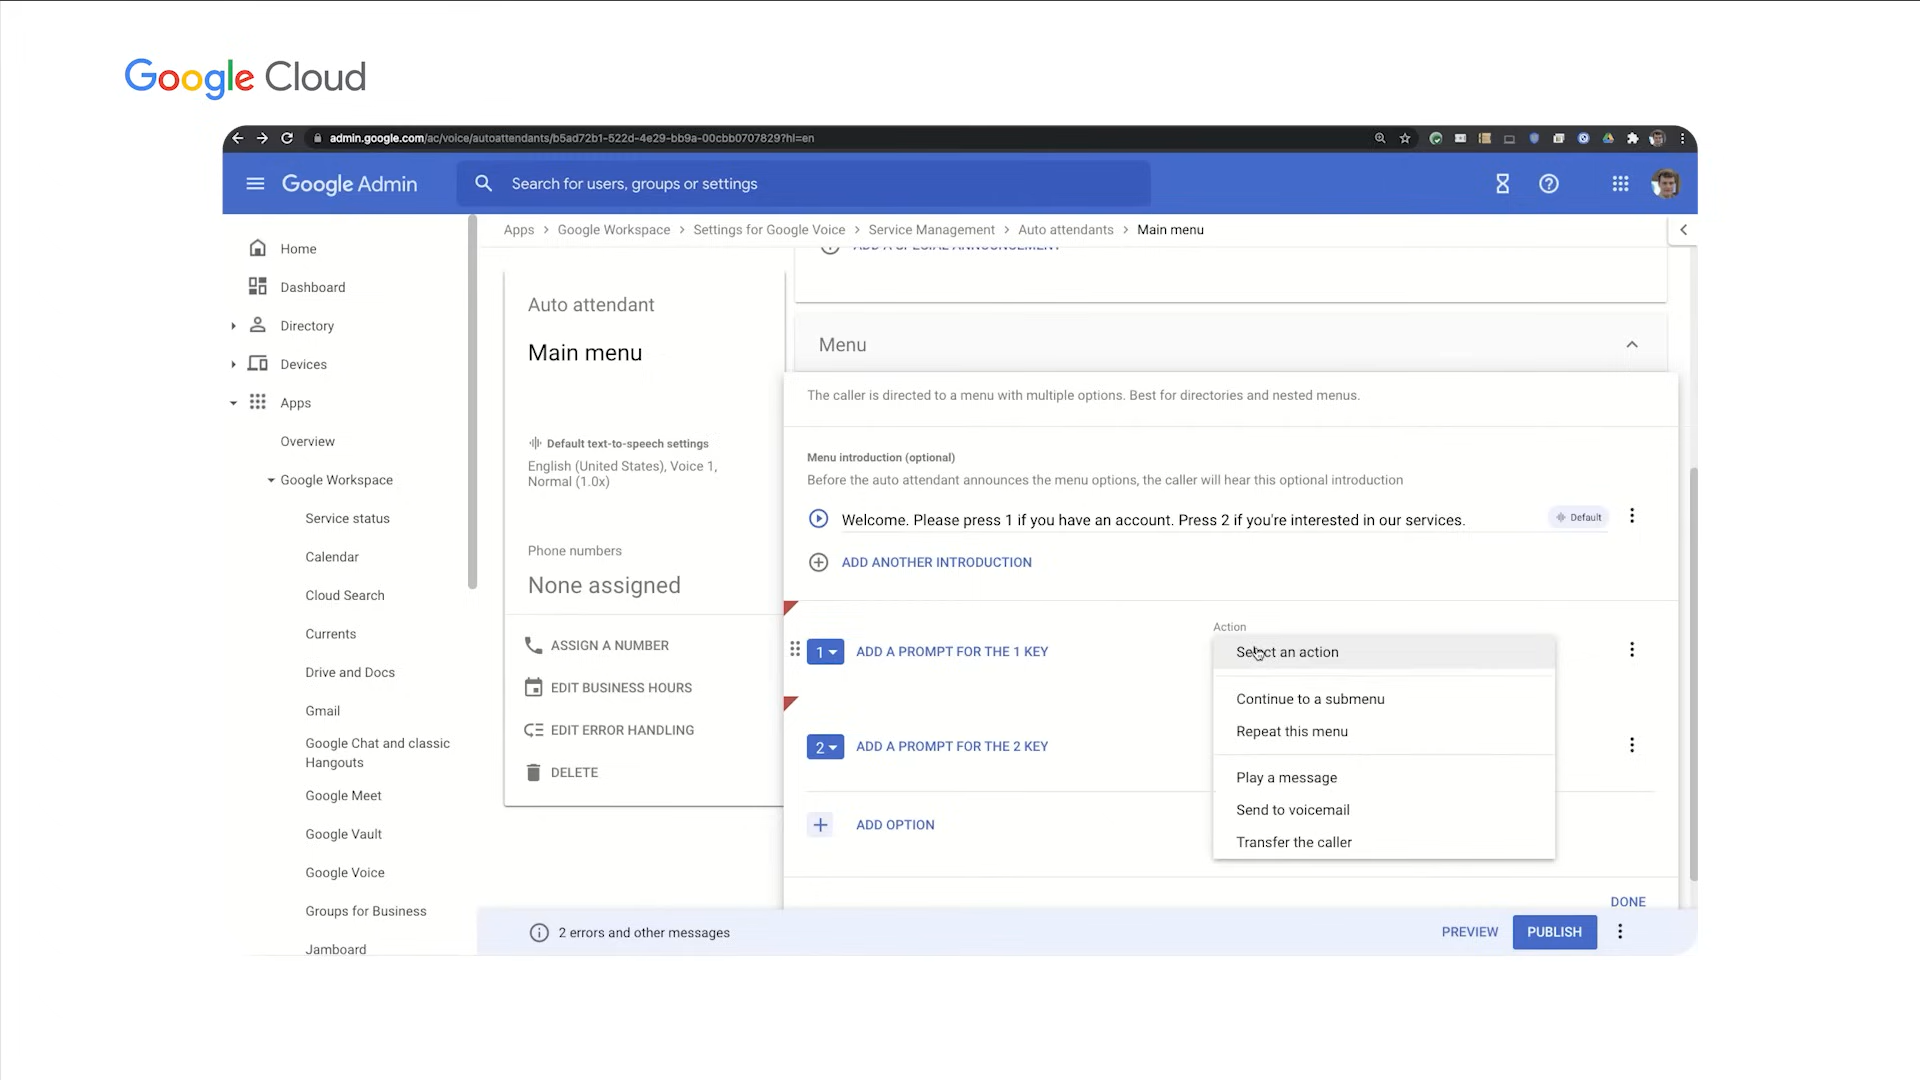 Google Cloud
admin.google.com/ac/voice/autoattendants/b5ad72b1-522d-4e29-bb9a-00cbb0707829?hl=en
Google Admin
Search for users, groups or settings
Apps > Google Workspace > Settings for Google Voice > Service Management > Auto attendants > Main menu
Home
Dashboard
Directory
Devices
Apps
Overview
Google Workspace
Service status
Calendar
Cloud Search
Currents
Drive and Docs
Gmail
Google Chat and classic
Hangouts
Google Meet
Google Vault
Google Voice
Groups for Business
Jamboard
Auto attendant
Main menu
Default text-to-speech settings
English (United States), Voice 1,
Normal (1.0x)
Phone numbers
None assigned
ASSIGN A NUMBER
EDIT BUSINESS HOURS
EDIT ERROR HANDLING
DELETE
ADD A SPECIAL ANNOUNCEMENT
Menu
The caller is directed to a menu with multiple options. Best for directories and nested menus.
Menu introduction (optional)
Before the auto attendant announces the menu options, the caller will hear this optional introduction
Welcome. Please press 1 if you have an account. Press 2 if you're interested in our services.
Default
ADD ANOTHER INTRODUCTION
1 ADD A PROMPT FOR THE 1 KEY
2 ADD A PROMPT FOR THE 2 KEY
ADD OPTION
Action
Select an action
Continue to a submenu
Repeat this menu
Play a message
Send to voicemail
Transfer the caller
DONE
2 errors and other messages
PREVIEW
PUBLISH